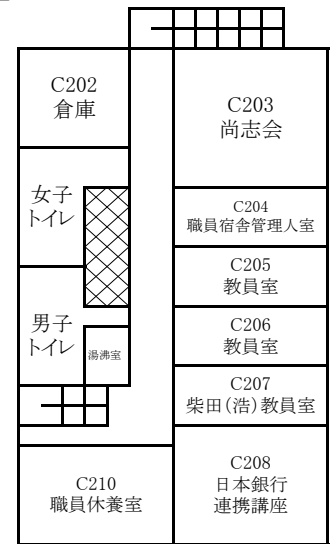 C202
倉庫
C203
尚志会
女子
トイレ
C204
職員宿舎管理人室
C205
教員室
C206
教員室
男子
トイレ
湯沸室
C207
柴田(浩)教員室
C210
職員休養室
C208
日本銀行
連携講座